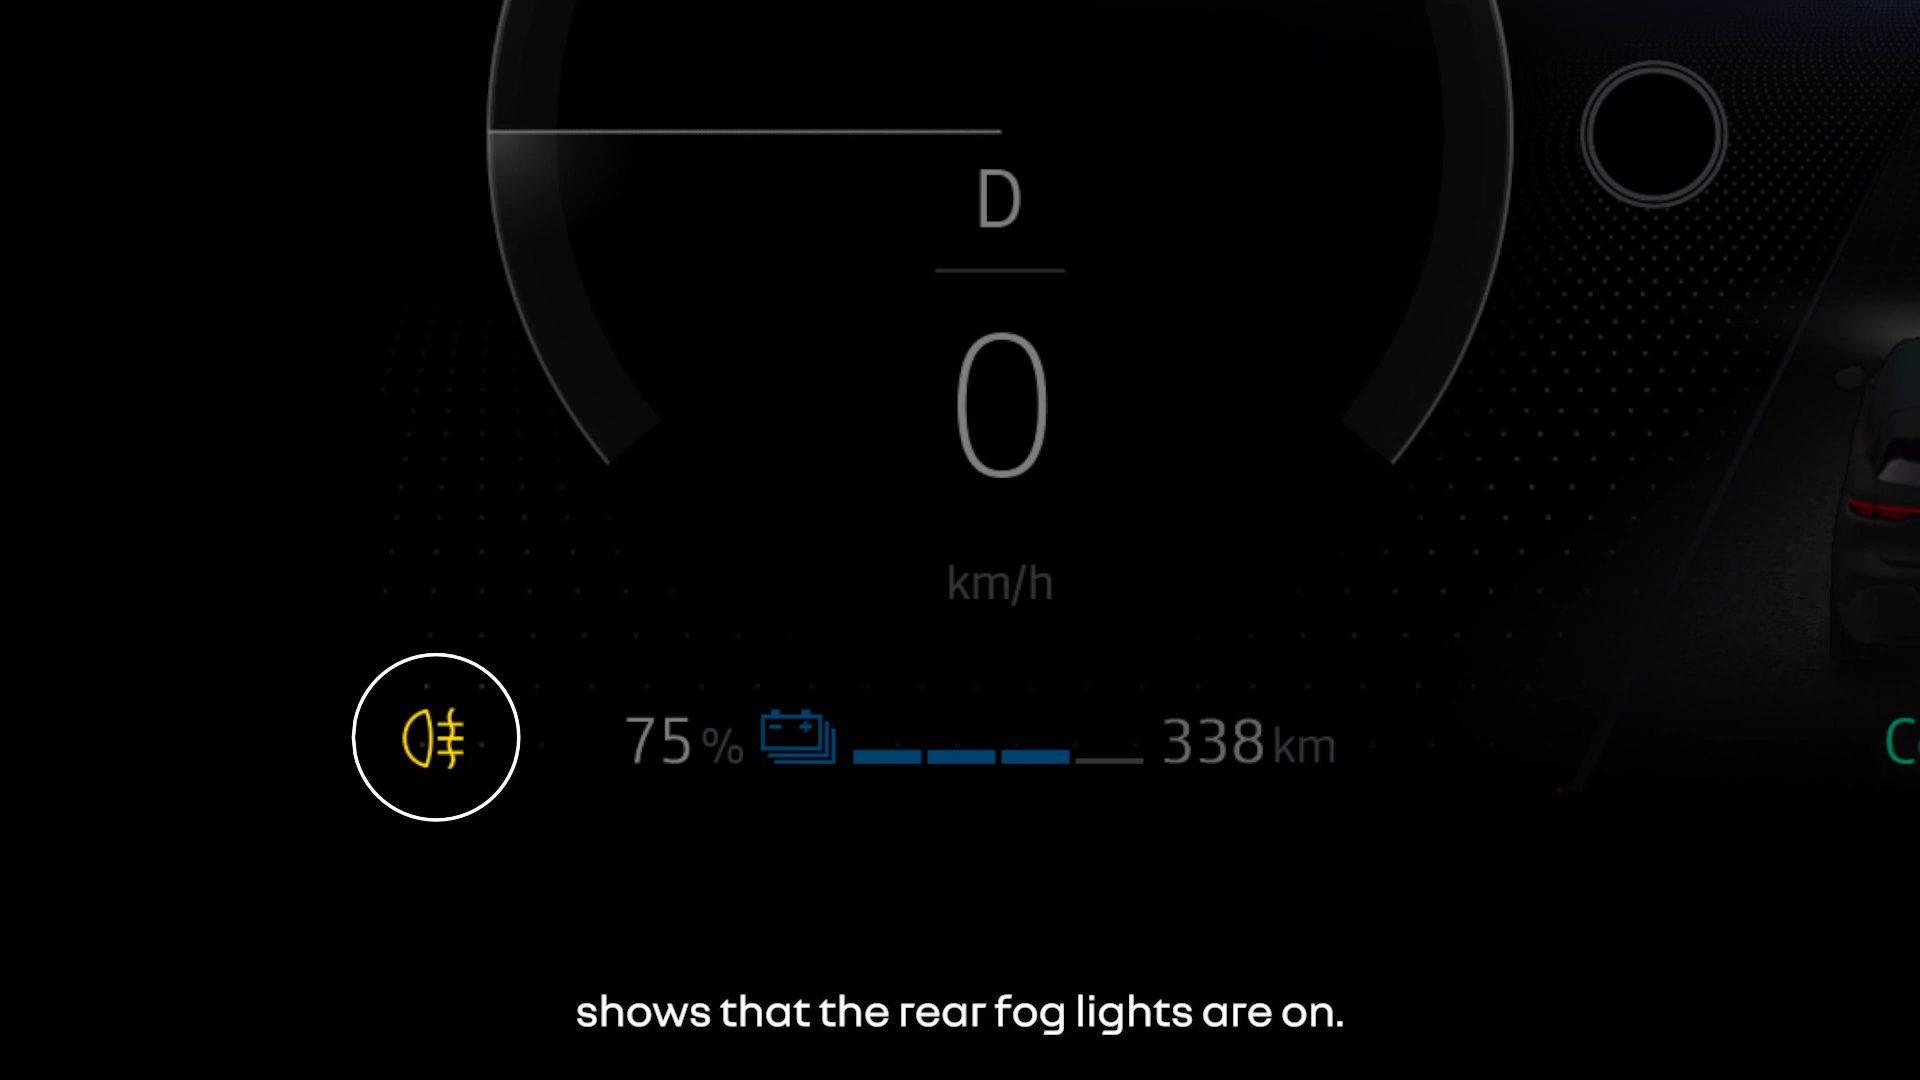 D
0
km/h
75 % 338 km
shows that the rear fog lights are on.